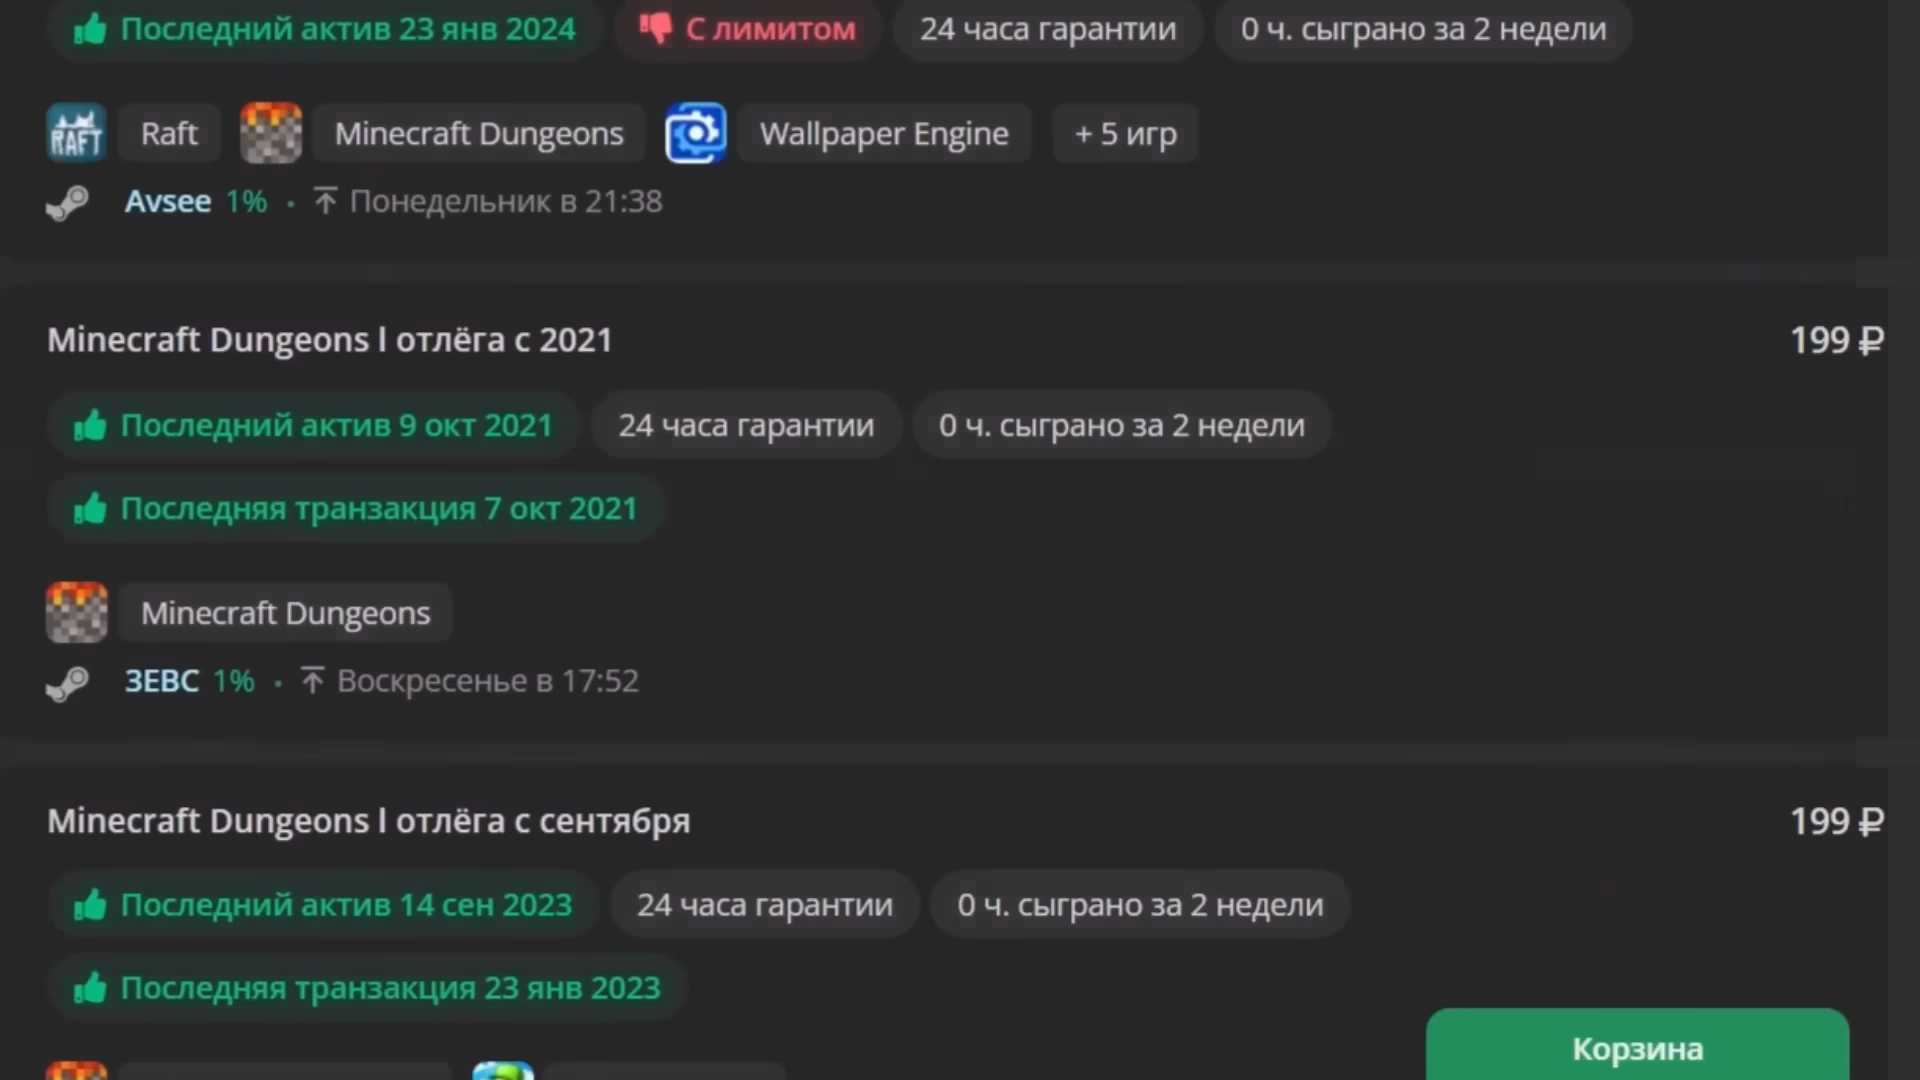 Последний актив 23 янв 2024 С лимитом 24 часа гарантии 0 ч. сыграно за 2 недели
RAFT Raft Minecraft Dungeons Wallpaper Engine + 5 игр
Avsee 1% · Понедельник в 21:38
Minecraft Dungeons l отлёга с 2021 199 ₽
Последний актив 9 окт 2021 24 часа гарантии 0 ч. сыграно за 2 недели
Последняя транзакция 7 окт 2021
Minecraft Dungeons
3EBC 1% · Воскресенье в 17:52
Minecraft Dungeons l отлёга с сентября 199 ₽
Последний актив 14 сен 2023 24 часа гарантии 0 ч. сыграно за 2 недели
Последняя транзакция 23 янв 2023
Корзина